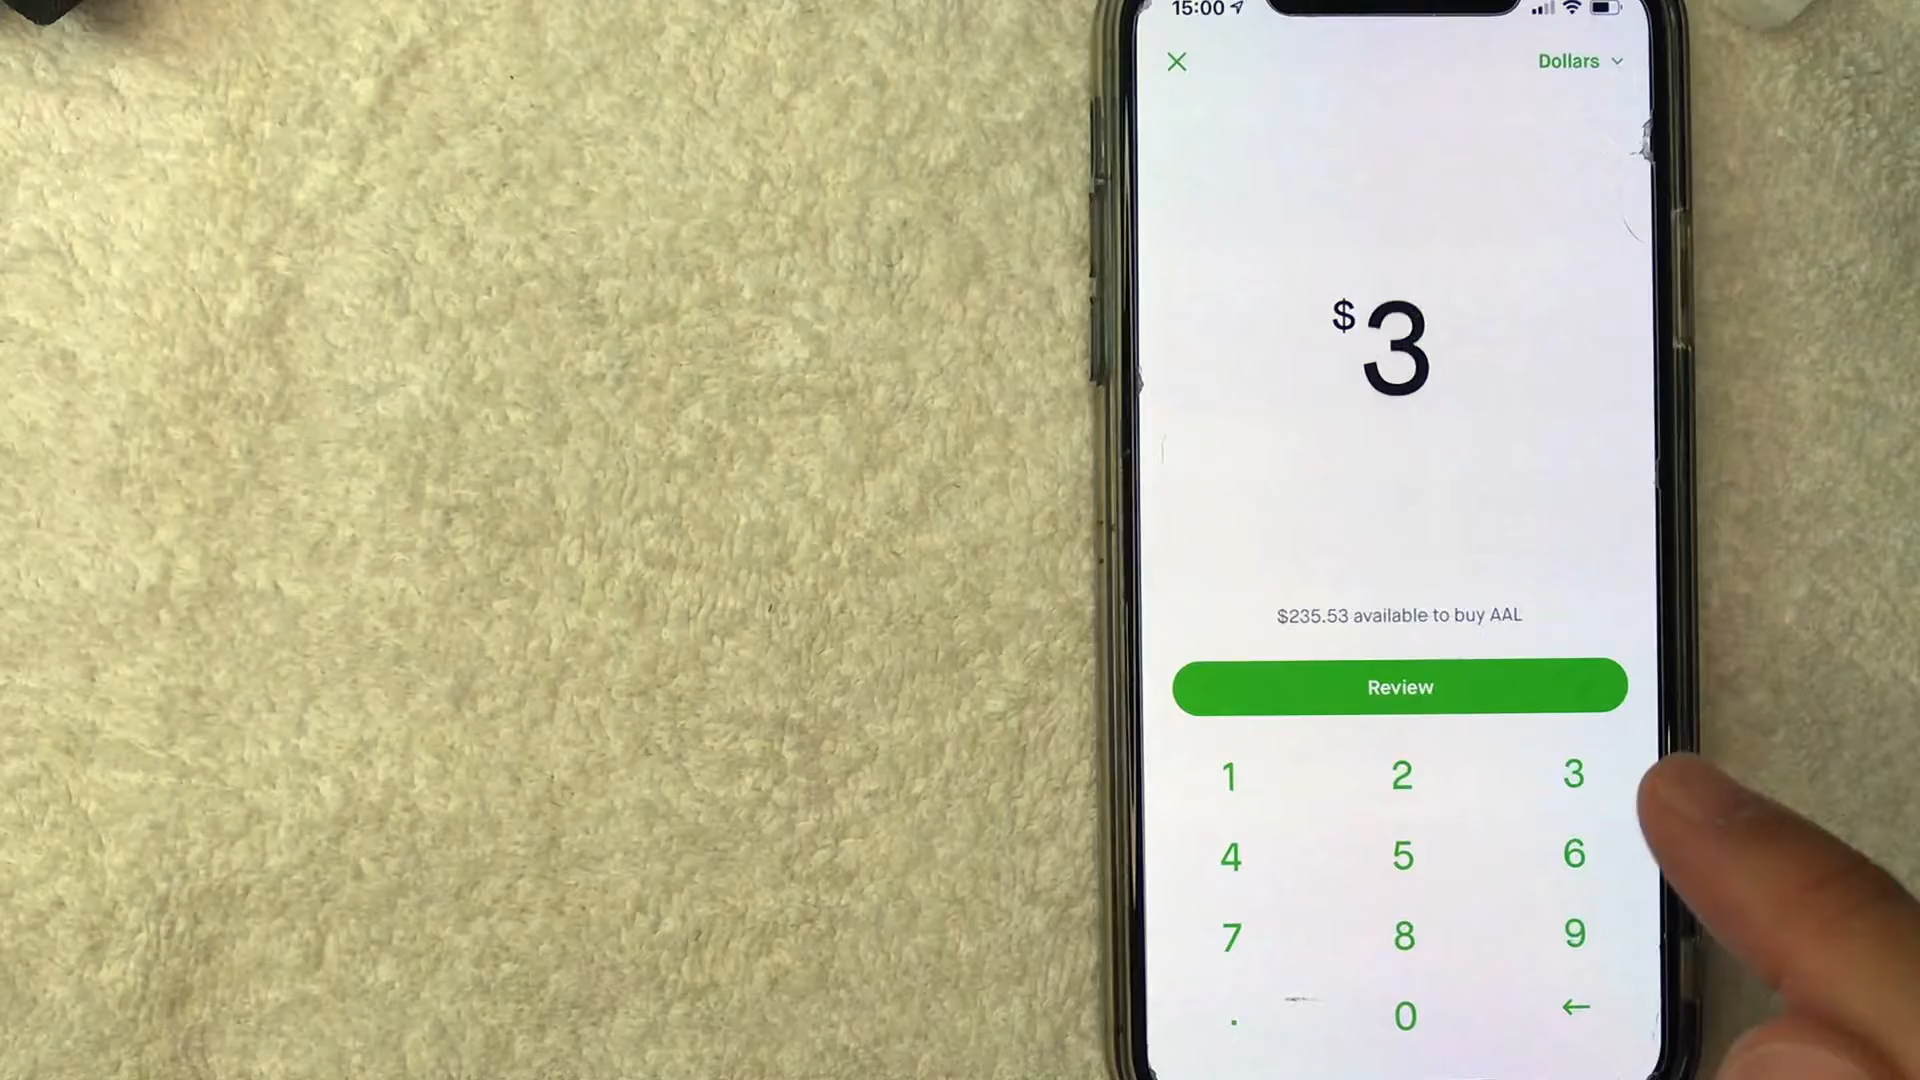 15:00
Dollars
$3
$235.53 available to buy AAL
Review
1 2 3
4 5 6
7 8 9
. 0